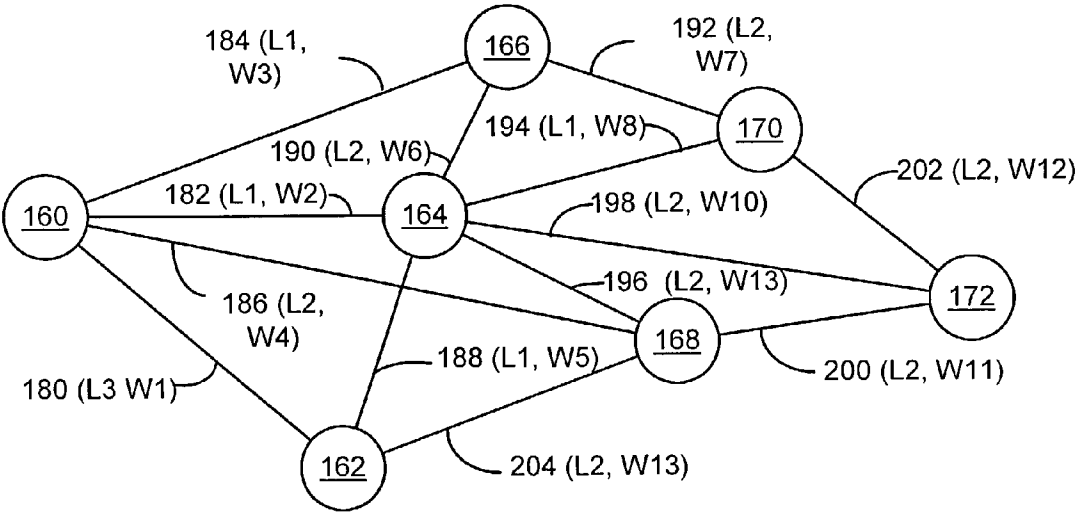 184 (L1,
W3)
166
192 (L2,
W7)
194 (L1, W8)
170
190 (L2, W6)
202 (L2, W12)
182 (L1, W2)
198 (L2, W10)
160
164
196 (L2, W13)
172
186 (L2,
W4)
168
188 (L1, W5)
200 (L2, W11)
180 (L3 W1)
162
204 (L2, W13)